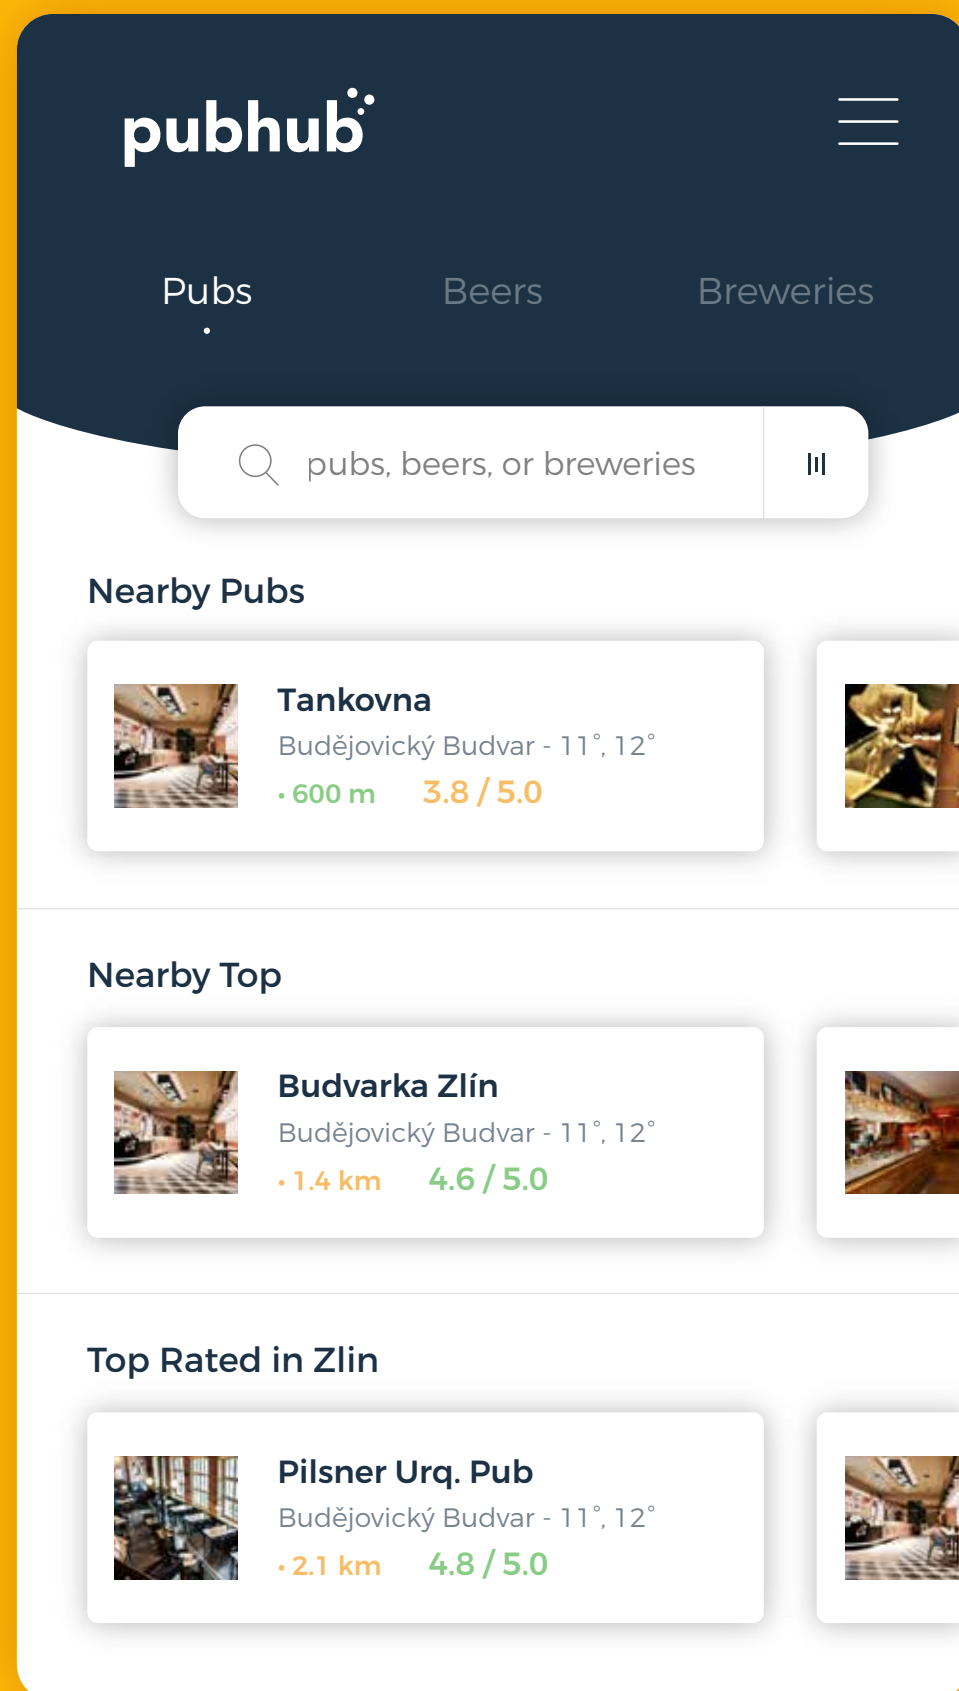 pubhub
Pubs Beers Breweries
pubs, beers, or breweries
Nearby Pubs
Tankovna
Budějovický Budvar - 11°, 12°
• 600 m 3.8 / 5.0
Nearby Top
Budvarka Zlín
Budějovický Budvar - 11°, 12°
• 1.4 km 4.6 / 5.0
Top Rated in Zlin
Pilsner Urq. Pub
Budějovický Budvar - 11°, 12°
• 2.1 km 4.8 / 5.0